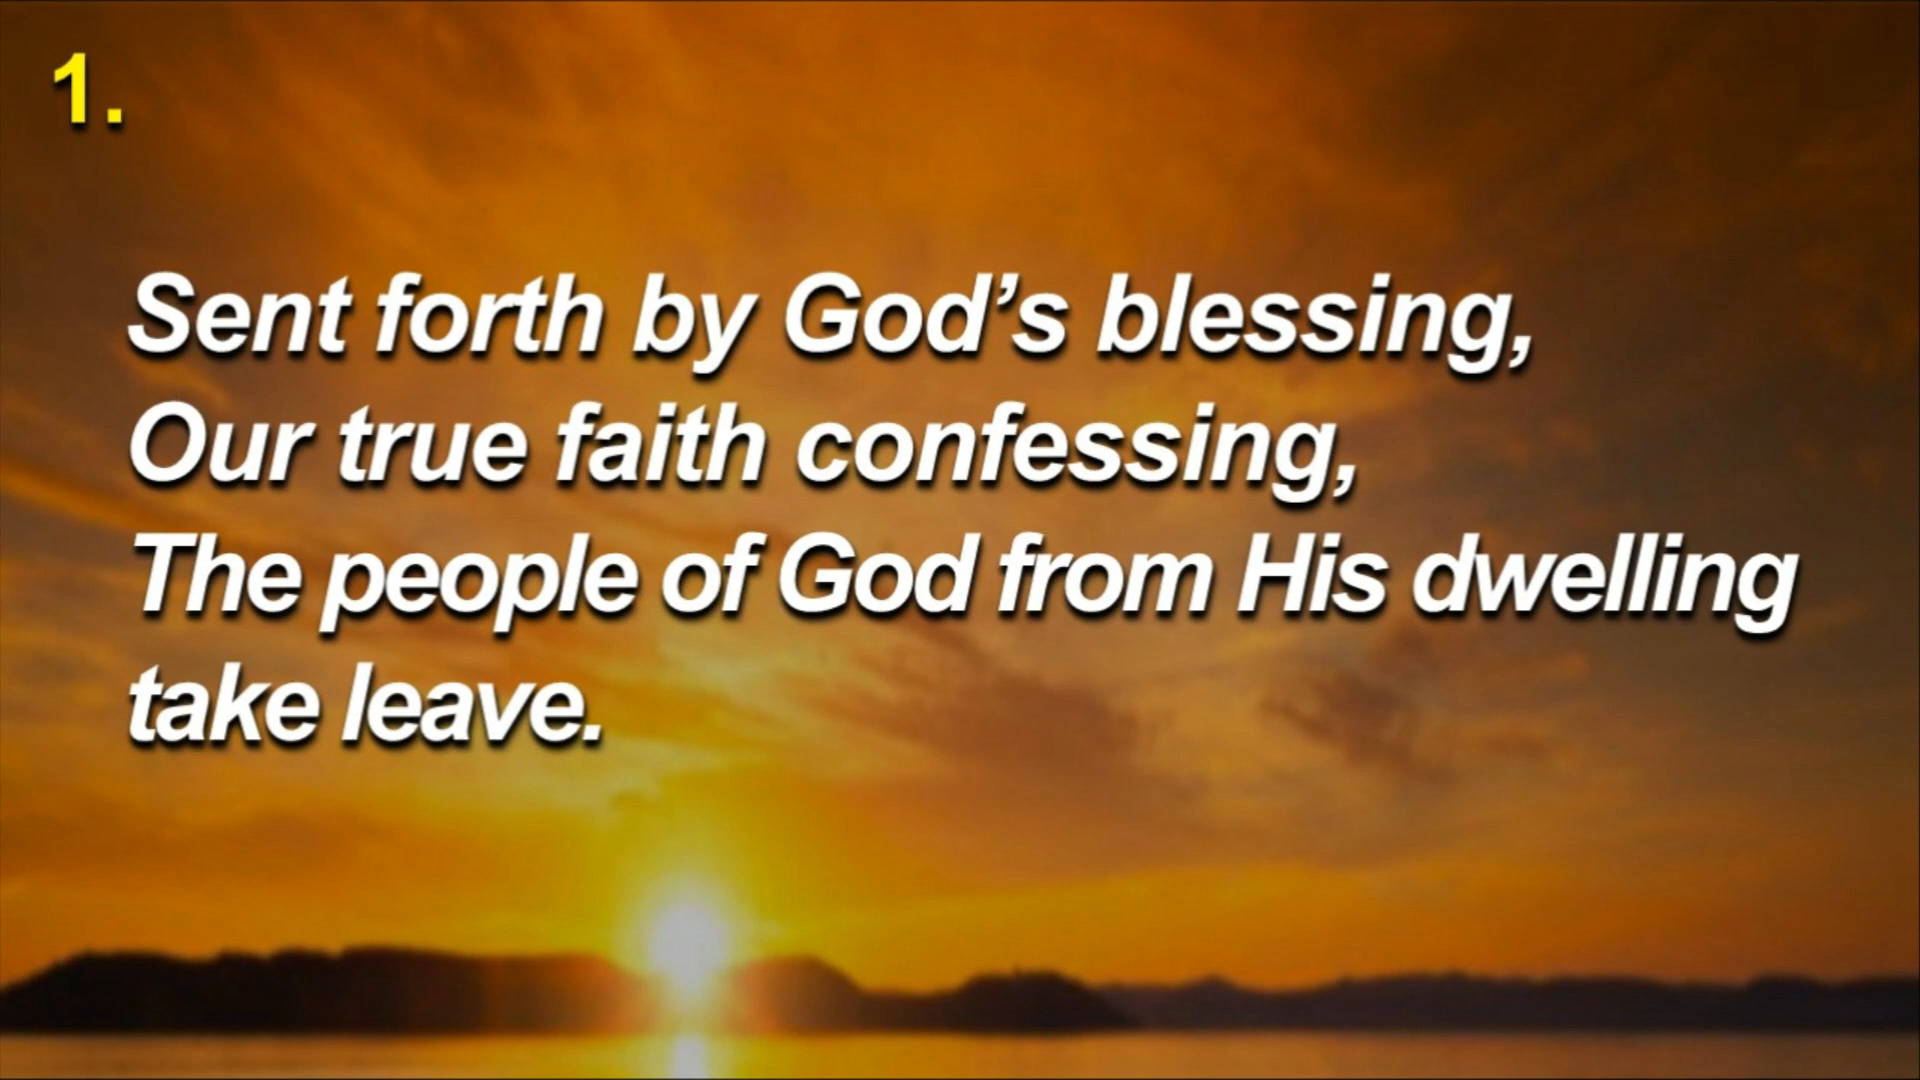 1.
Sent forth by God’s blessing,
Our true faith confessing,
The people of God from His dwelling
take leave.